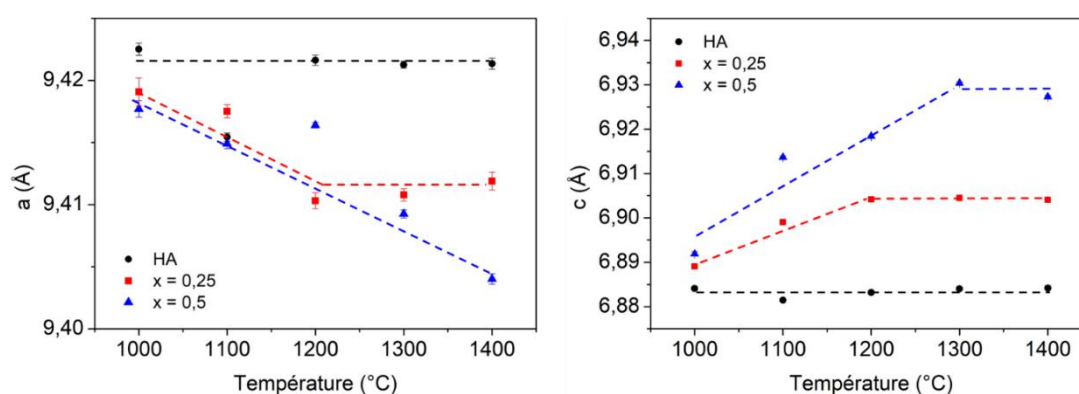 9,42
9,41
9,40
a (Å)
HA
x = 0,25
x = 0,5
1000 1100 1200 1300 1400
Température (°C)
6,94
6,93
6,92
6,91
6,90
6,89
6,88
c (Å)
HA
x = 0,25
x = 0,5
1000 1100 1200 1300 1400
Température (°C)